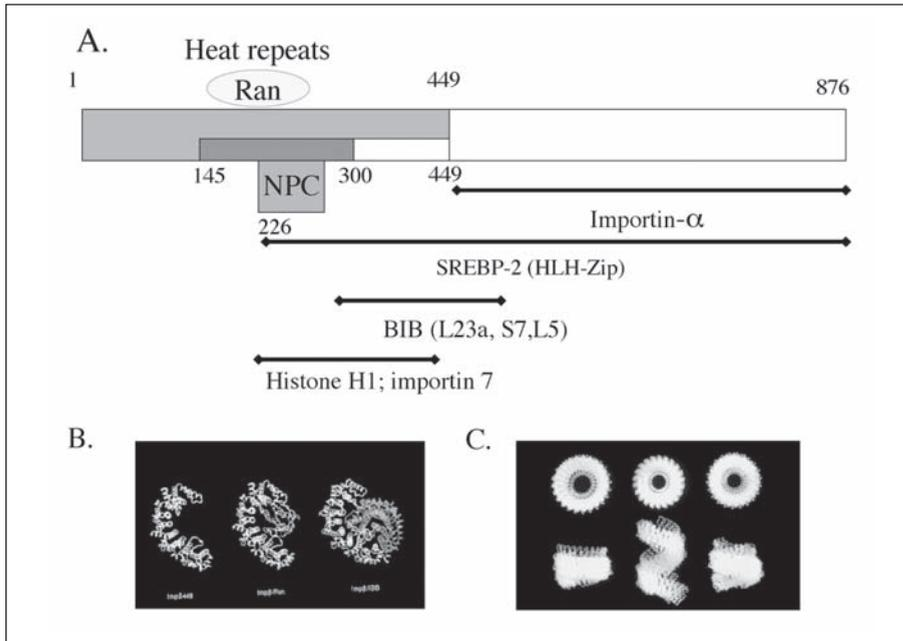 A.
Heat repeats
1
Ran
449
876
145
300
449
NPC
226
Importin-α
SREBP-2 (HLH-Zip)
BIB (L23a, S7,L5)
Histone H1; importin 7
B.
C.